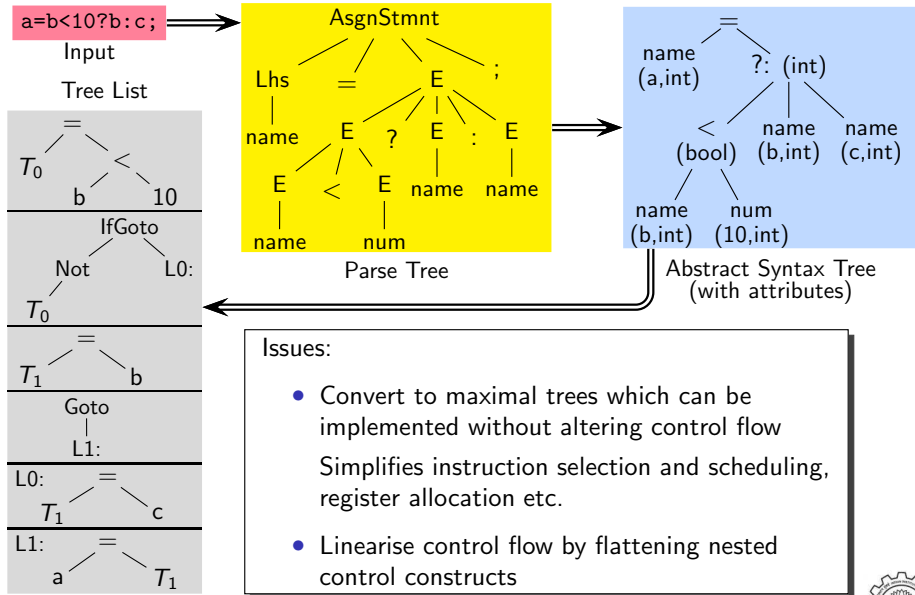 a=b<10?b:c;
Input
AsgnStmnt
Lhs = E ;
name E ? E : E
E < E name name
name num
Parse Tree
=
name ?: (int)
(a,int)
< name name
(bool) (b,int) (c,int)
name num
(b,int) (10,int)
Abstract Syntax Tree
(with attributes)
Tree List
=
T0 <
b 10
IfGoto
Not L0:
T0
=
T1 b
Goto
L1:
L0: =
T1 c
L1: =
a T1
Issues:
• Convert to maximal trees which can be
implemented without altering control flow
Simplifies instruction selection and scheduling,
register allocation etc.
• Linearise control flow by flattening nested
control constructs